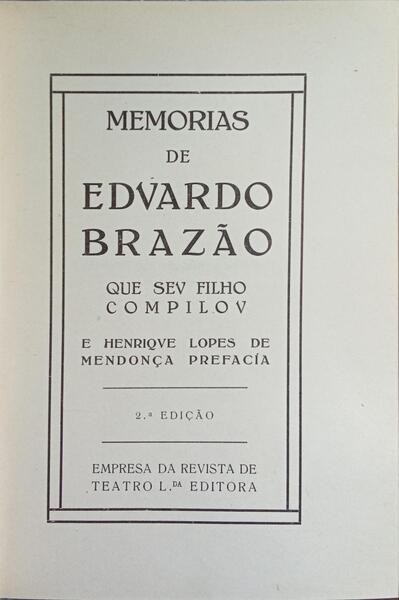 MEMORIAS
DE
EDVARDO
BRAZÃO
QUE SEV FILHO
COMPILOV
E HENRIQVE LOPES DE
MENDONÇA PREFACÍA
2.ª EDIÇÃO
EMPRESA DA REVISTA DE
TEATRO L.DA EDITORA